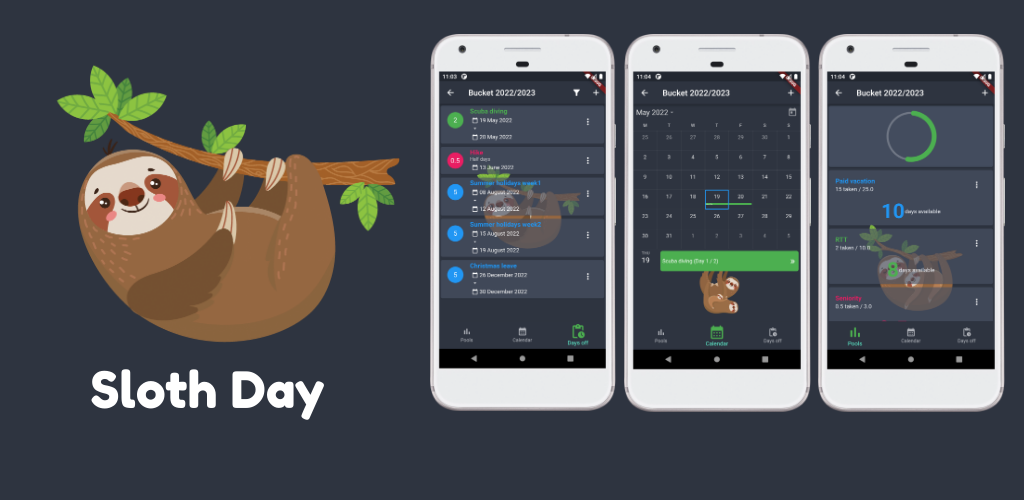 Sloth Day
11:03
Bucket 2022/2023
2
Scuba diving
19 May 2022
-
20 May 2022
0.5
Half days
13 June 2022
5
Summer holidays week1
08 August 2022
-
12 August 2022
5
Summer holidays week2
15 August 2022
-
19 August 2022
5
Christmas leave
26 December 2022
-
30 December 2022
Pools
Calendar
Days off
11:04
Bucket 2022/2023
May 2022
M T W T F S S
25 26 27 28 29 30 1
2 3 4 5 6 7 8
9 10 11 12 13 14 15
16 17 18 19 20 21 22
23 24 25 26 27 28 29
30 31 1 2 3 4 5
19
Scuba diving (Day 1 / 2)
Pools
Calendar
Days off
11:04
Bucket 2022/2023
Paid vacation
15 taken / 25.0
10 days available
2 taken / 10.0
8 days available
Seniority
0.5 taken / 3.0
Pools
Calendar
Days off